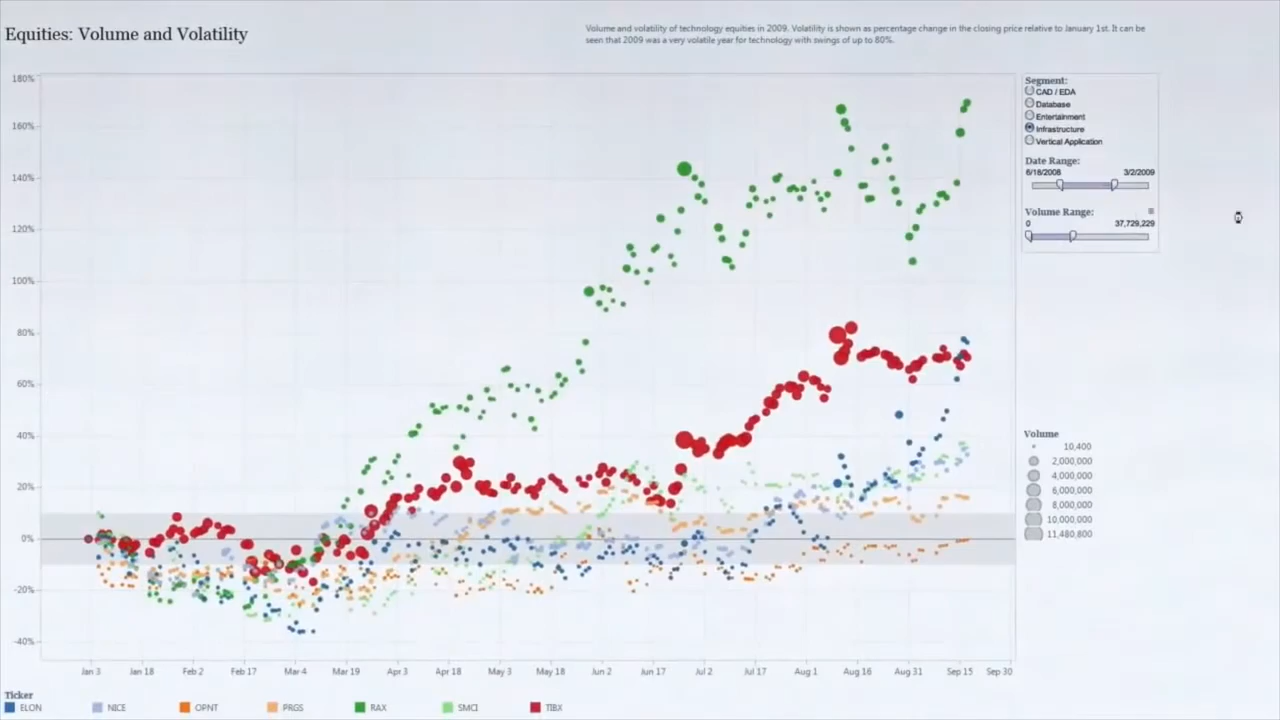 Equities: Volume and Volatility
Volume and volatility of technology equities in 2009. Volatility is shown as percentage change in the closing price relative to January 1st. It can be
seen that 2009 was a very volatile year for technology with swings of up to 80%.
180%
160%
140%
120%
100%
80%
60%
40%
20%
0%
-20%
-40%
Jan 3 Jan 18 Feb 2 Feb 17 Mar 4 Mar 19 Apr 3 Apr 18 May 3 May 18 Jun 2 Jun 17 Jul 2 Jul 17 Aug 1 Aug 16 Aug 31 Sep 15 Sep 30
Segment:
CAD / EDA
Database
Entertainment
Infrastructure
Vertical Application
Date Range:
6/18/2008 3/2/2009
Volume Range:
0 37,729,229
Volume
10,400
2,000,000
4,000,000
6,000,000
8,000,000
10,000,000
11,480,800
Ticker
ELON NICE OPNT PRGS RAX SMCI TIBX